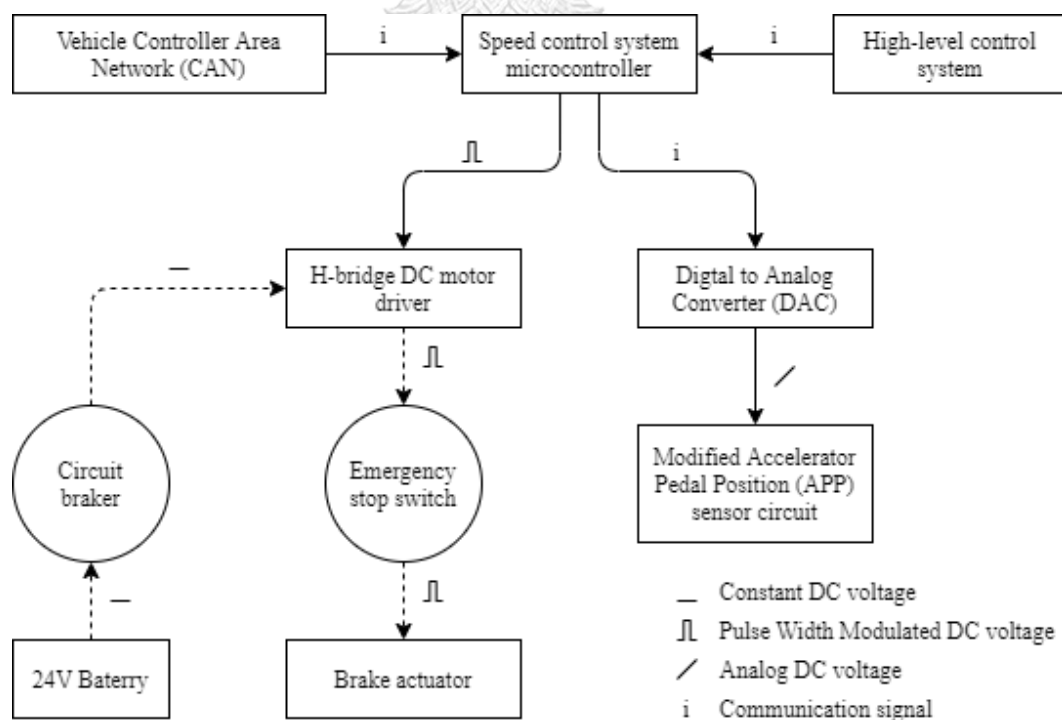 Vehicle Controller Area
Network (CAN)
i
Speed control system
microcontroller
i
High-level control
system
i
H-bridge DC motor
driver
Digtal to Analog
Converter (DAC)
Circuit
braker
Emergency
stop switch
Modified Accelerator
Pedal Position (APP)
sensor circuit
24V Baterry
Brake actuator
Constant DC voltage
Pulse Width Modulated DC voltage
Analog DC voltage
i Communication signal